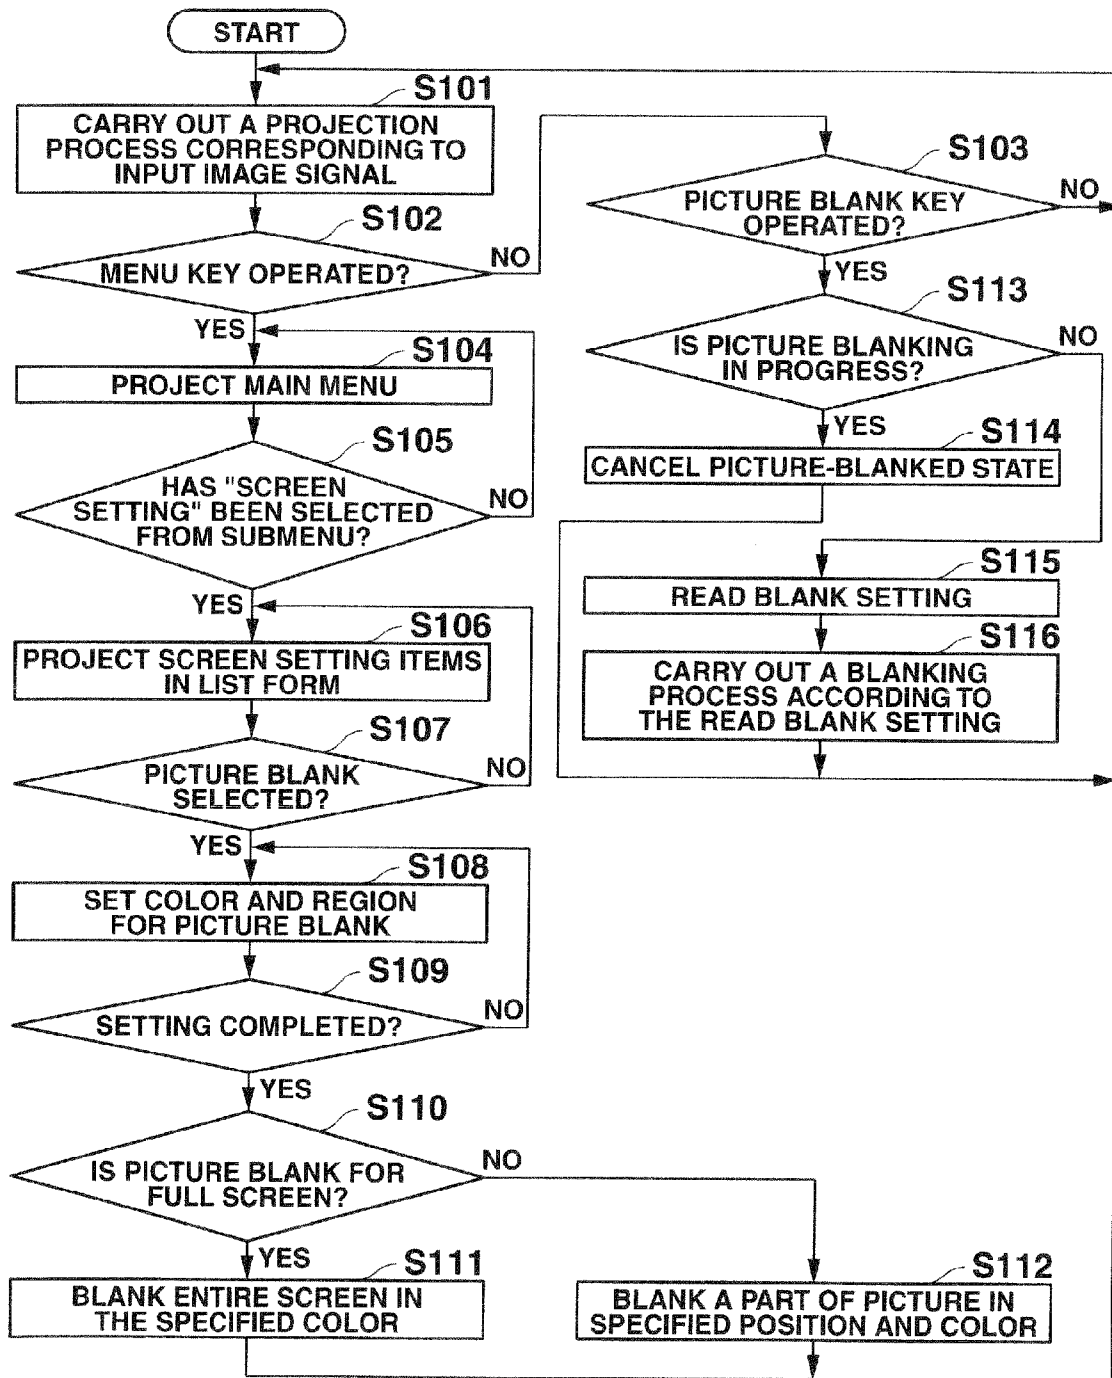 START
S101
CARRY OUT A PROJECTION
PROCESS CORRESPONDING TO
INPUT IMAGE SIGNAL
S102
MENU KEY OPERATED?
NO
YES
S103
PICTURE BLANK KEY
OPERATED?
NO
YES
S104
PROJECT MAIN MENU
S105
HAS "SCREEN
SETTING" BEEN SELECTED
FROM SUBMENU?
NO
YES
S106
PROJECT SCREEN SETTING ITEMS
IN LIST FORM
S107
PICTURE BLANK
SELECTED?
NO
YES
S108
SET COLOR AND REGION
FOR PICTURE BLANK
S109
SETTING COMPLETED?
NO
YES
S110
IS PICTURE BLANK FOR
FULL SCREEN?
NO
YES
S111
BLANK ENTIRE SCREEN IN
THE SPECIFIED COLOR
S112
BLANK A PART OF PICTURE IN
SPECIFIED POSITION AND COLOR
S113
IS PICTURE BLANKING
IN PROGRESS?
NO
YES
S114
CANCEL PICTURE-BLANKED STATE
S115
READ BLANK SETTING
S116
CARRY OUT A BLANKING
PROCESS ACCORDING TO
THE READ BLANK SETTING